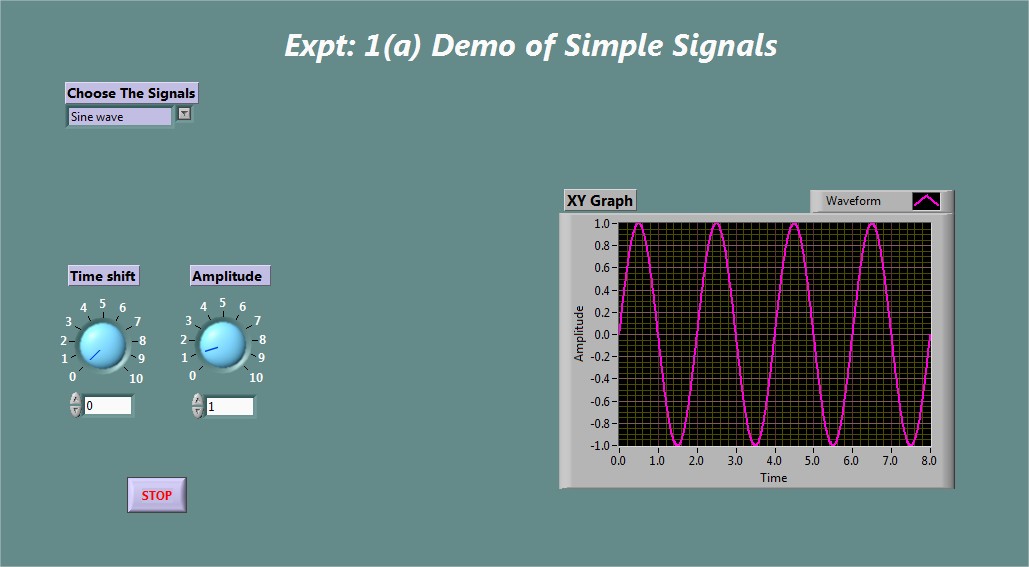 Expt: 1(a) Demo of Simple Signals
Choose The Signals
Sine wave
XY Graph
Waveform
1.0
0.8
0.6
0.4
0.2
0.0
-0.2
-0.4
-0.6
-0.8
-1.0
Amplitude
0.0 1.0 2.0 3.0 4.0 5.0 6.0 7.0 8.0
Time
Time shift
0 1 2 3 4 5 6 7 8 9 10
0
Amplitude
0 1 2 3 4 5 6 7 8 9 10
1
STOP